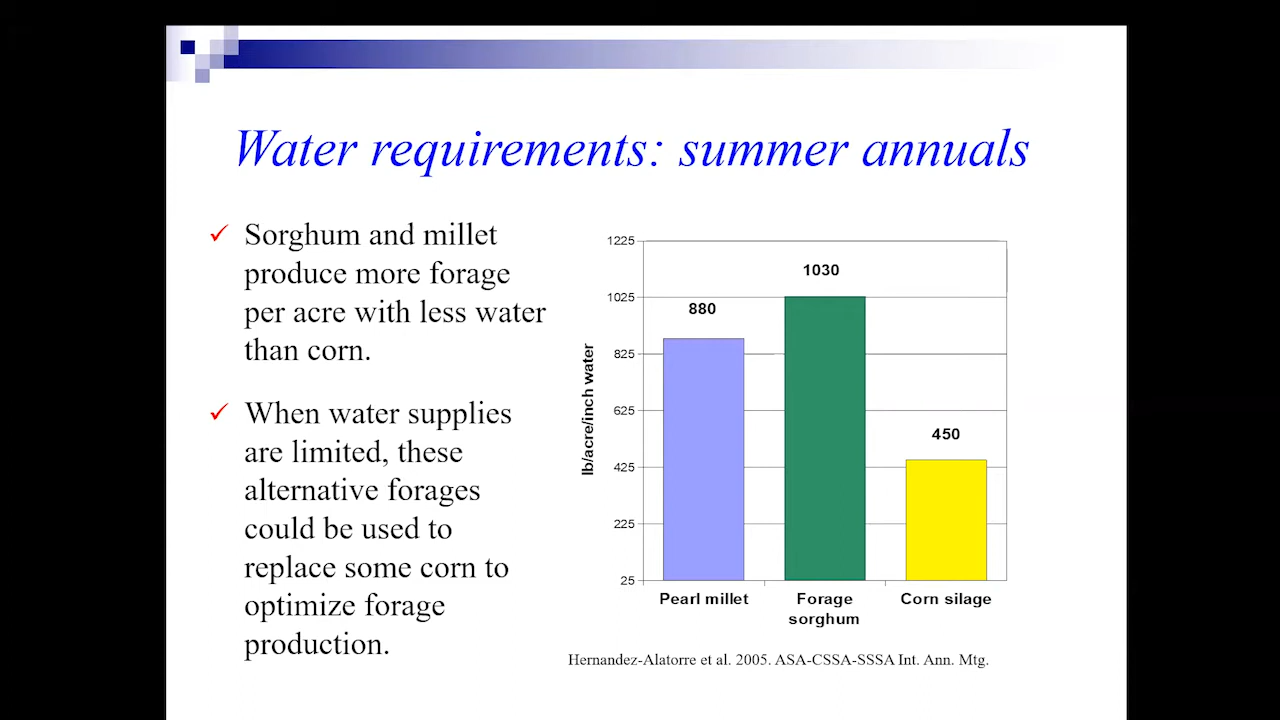 Water requirements: summer annuals
Sorghum and millet
produce more forage
per acre with less water
than corn.
When water supplies
are limited, these
alternative forages
could be used to
replace some corn to
optimize forage
production.
lb/acre/inch water
1225
1025
825
625
425
225
25
880
1030
450
Pearl millet
Forage
sorghum
Corn silage
Hernandez-Alatorre et al. 2005. ASA-CSSA-SSSA Int. Ann. Mtg.